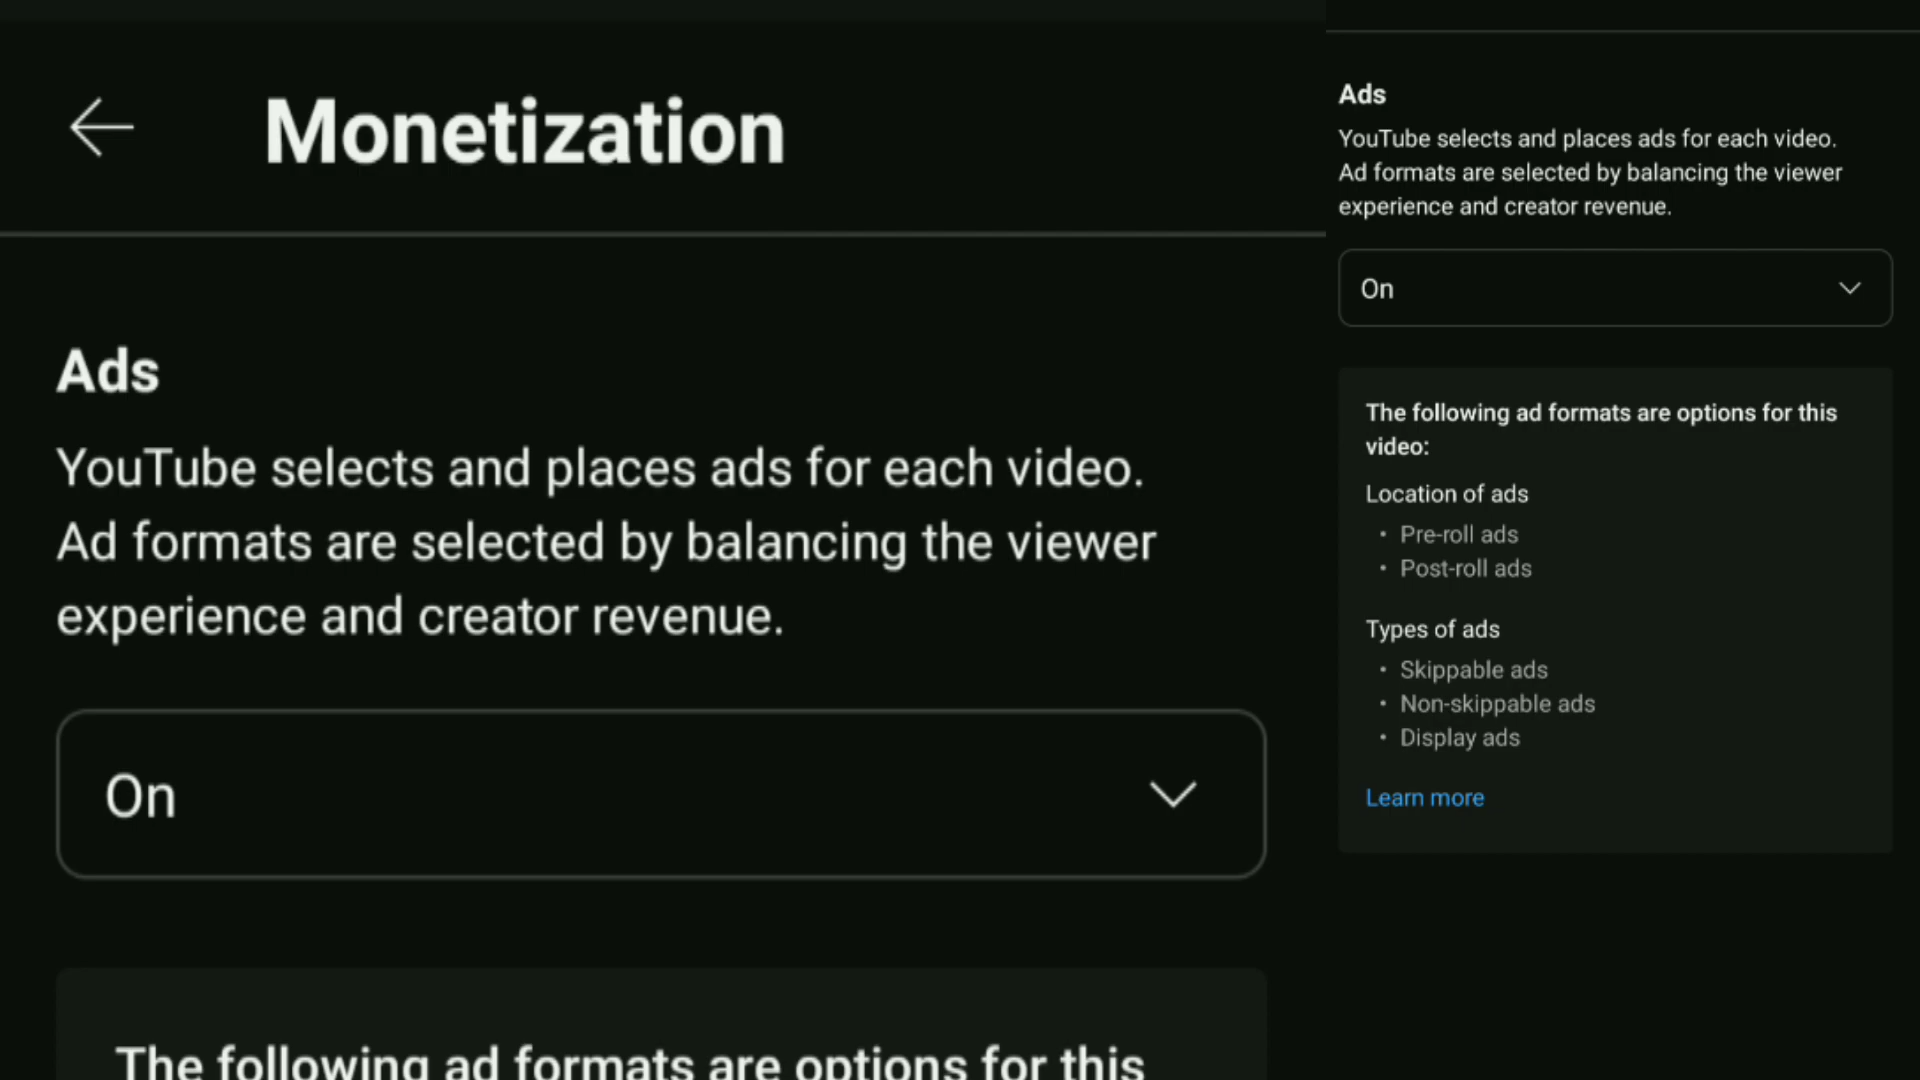 Monetization
Ads
YouTube selects and places ads for each video.
Ad formats are selected by balancing the viewer
experience and creator revenue.
On
The following ad formats are options for this
Ads
YouTube selects and places ads for each video.
Ad formats are selected by balancing the viewer
experience and creator revenue.
On
The following ad formats are options for this
video:
Location of ads
• Pre-roll ads
• Post-roll ads
Types of ads
• Skippable ads
• Non-skippable ads
• Display ads
Learn more